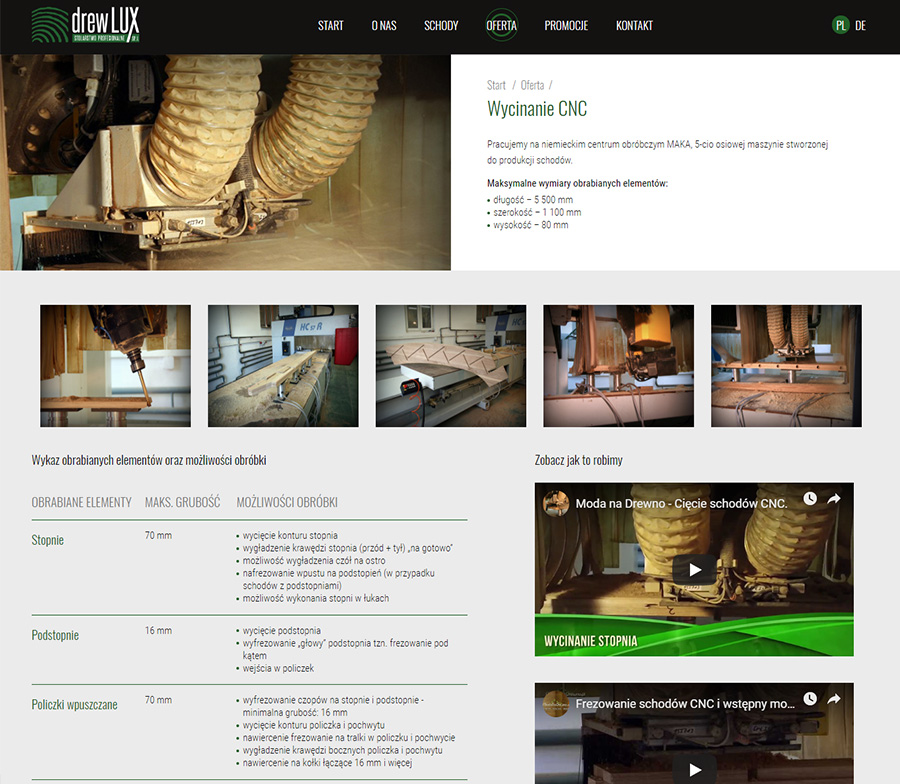 drewLUX
STOLARSTWO PROFESJONALNE
START
O NAS
SCHODY
OFERTA
PROMOCJE
KONTAKT
PL
DE
Start / Oferta /
Wycinanie CNC
Pracujemy na niemieckim centrum obróbczym MAKA, 5-cio osiowej maszynie stworzonej
do produkcji schodów.
Maksymalne wymiary obrabianych elementów:
• długość – 5 500 mm
• szerokość – 1 100 mm
• wysokość – 80 mm
HC 57 R
Wykaz obrabianych elementów oraz możliwości obróbki
OBRABIANE ELEMENTY
MAKS. GRUBOŚĆ
MOŻLIWOŚCI OBRÓBKI
Stopnie
70 mm
• wycięcie konturu stopnia
• wygładzenie krawędzi stopnia (przód + tył) „na gotowo”
• możliwość wygładzenia czół na ostro
• nafrezowanie wpustu na podstopień (w przypadku
schodów z podstopniami)
• możliwość wykonania stopni w łukach
Podstopnie
16 mm
• wycięcie podstopnia
• wyfrezowanie „głowy” podstopnia tzn. frezowanie pod
kątem
• wejścia w policzek
Policzki wpuszczane
70 mm
• wyfrezowanie czopów na stopnie i podstopnie -
minimalna grubość: 16 mm
• wycięcie konturu policzka i pochwytu
• nawiercenie frezowanie na tralki w policzku i pochwycie
• wygładzenie krawędzi bocznych policzka i pochwytu
• nawiercenie na kołki łączące 16 mm i więcej
Zobacz jak to robimy
Moda na Drewno - Cięcie schodów CNC.
WYCINANIE STOPNIA
Frezowanie schodów CNC i wstępny mo...